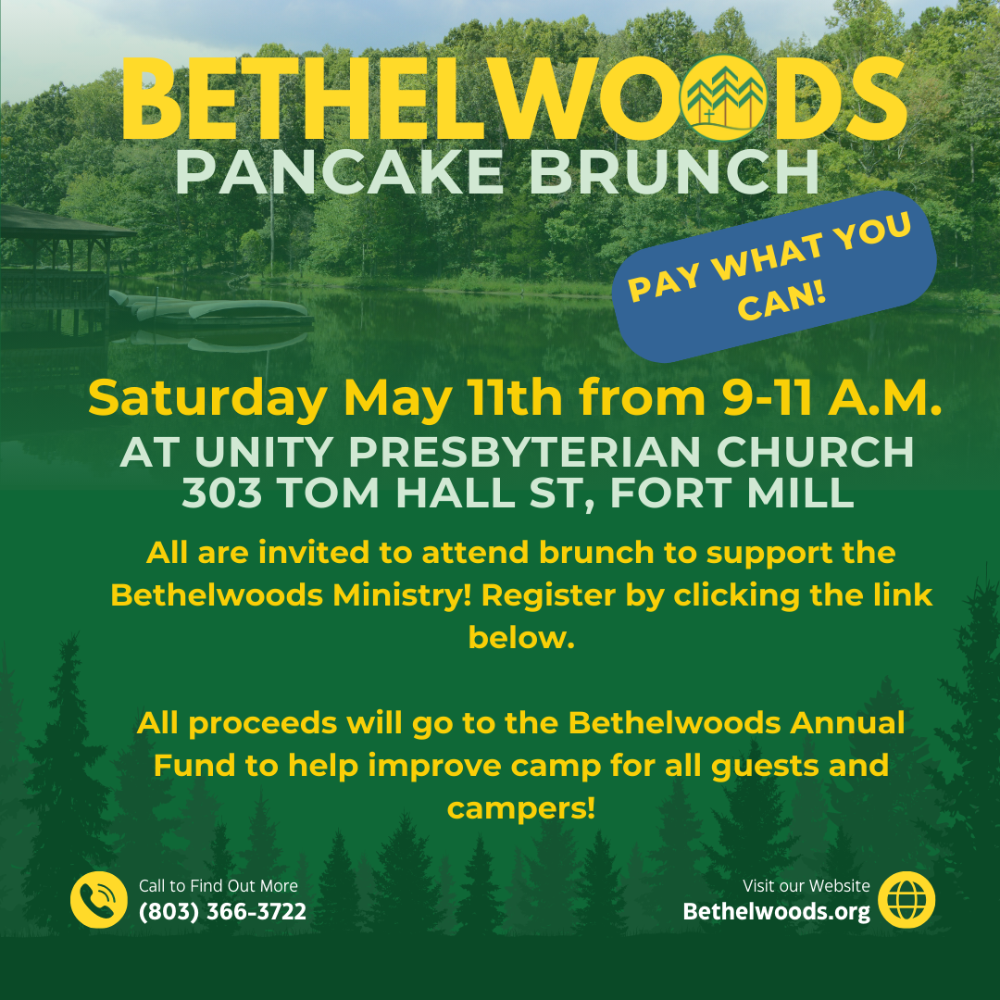 BETHELWOODS
PANCAKE BRUNCH
PAY WHAT YOU
CAN!
Saturday May 11th from 9-11 A.M.
AT UNITY PRESBYTERIAN CHURCH
303 TOM HALL ST, FORT MILL
All are invited to attend brunch to support the
Bethelwoods Ministry! Register by clicking the link
below.
All proceeds will go to the Bethelwoods Annual
Fund to help improve camp for all guests and
campers!
Call to Find Out More
(803) 366-3722
Visit our Website
Bethelwoods.org